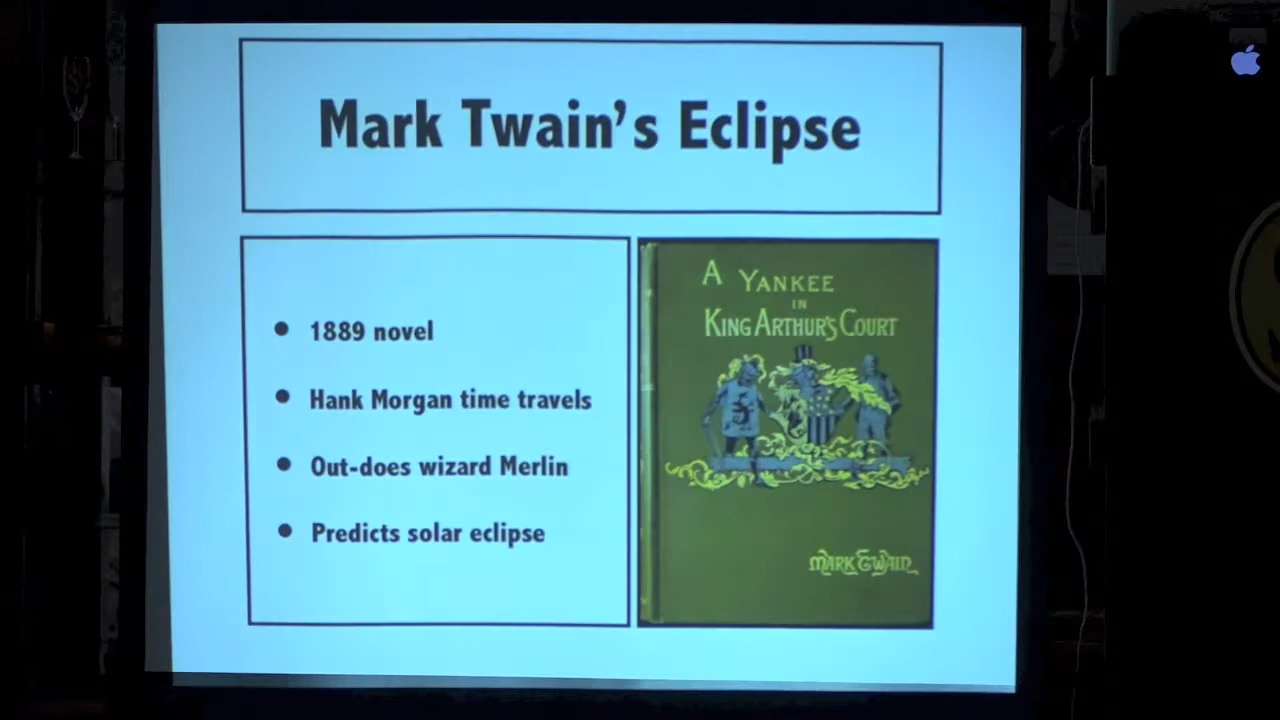 Mark Twain's Eclipse
1889 novel
Hank Morgan time travels
Out-does wizard Merlin
Predicts solar eclipse
A YANKEE
IN
KING ARTHUR'S COURT
MARK TWAIN